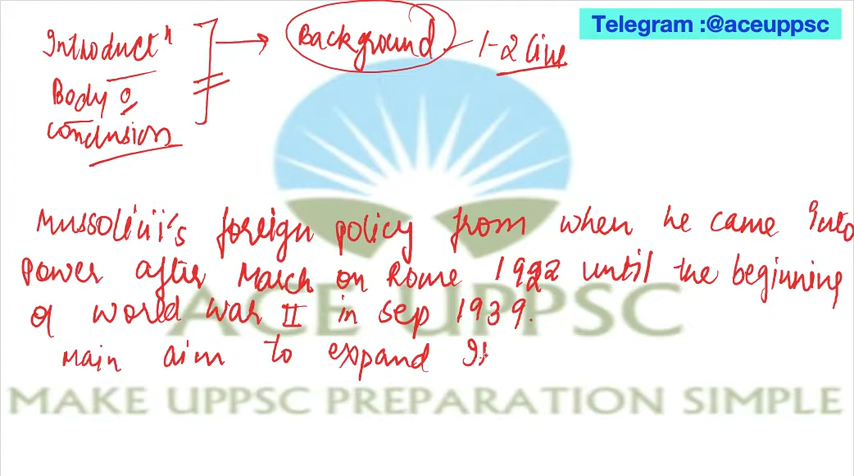 Telegram :@aceuppsc
Introductⁿ
Background - 1-2 line
Body
conclusion
Mussolini's foreign policy from when he came into
power after March on Rome 1922 until the beginning
of world war II in sep 1939.
ACE UPPSC
Main aim to expand
MAKE UPPSC PREPARATION SIMPLE